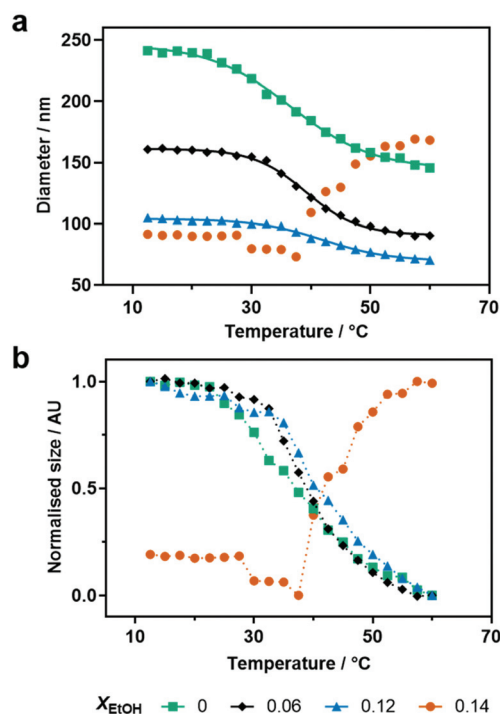 a
250
200
150
100
50
Diameter / nm
10 30 50 70
Temperature / °C
b
1.0
0.5
0.0
Normalised size / AU
10 30 50 70
Temperature / °C
XEtOH 0 0.06 0.12 0.14